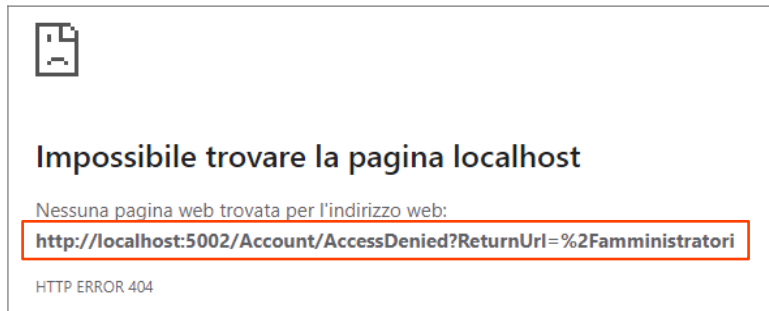 Impossibile trovare la pagina localhost
Nessuna pagina web trovata per l'indirizzo web:
http://localhost:5002/Account/AccessDenied?ReturnUrl=%2Famministratori
HTTP ERROR 404